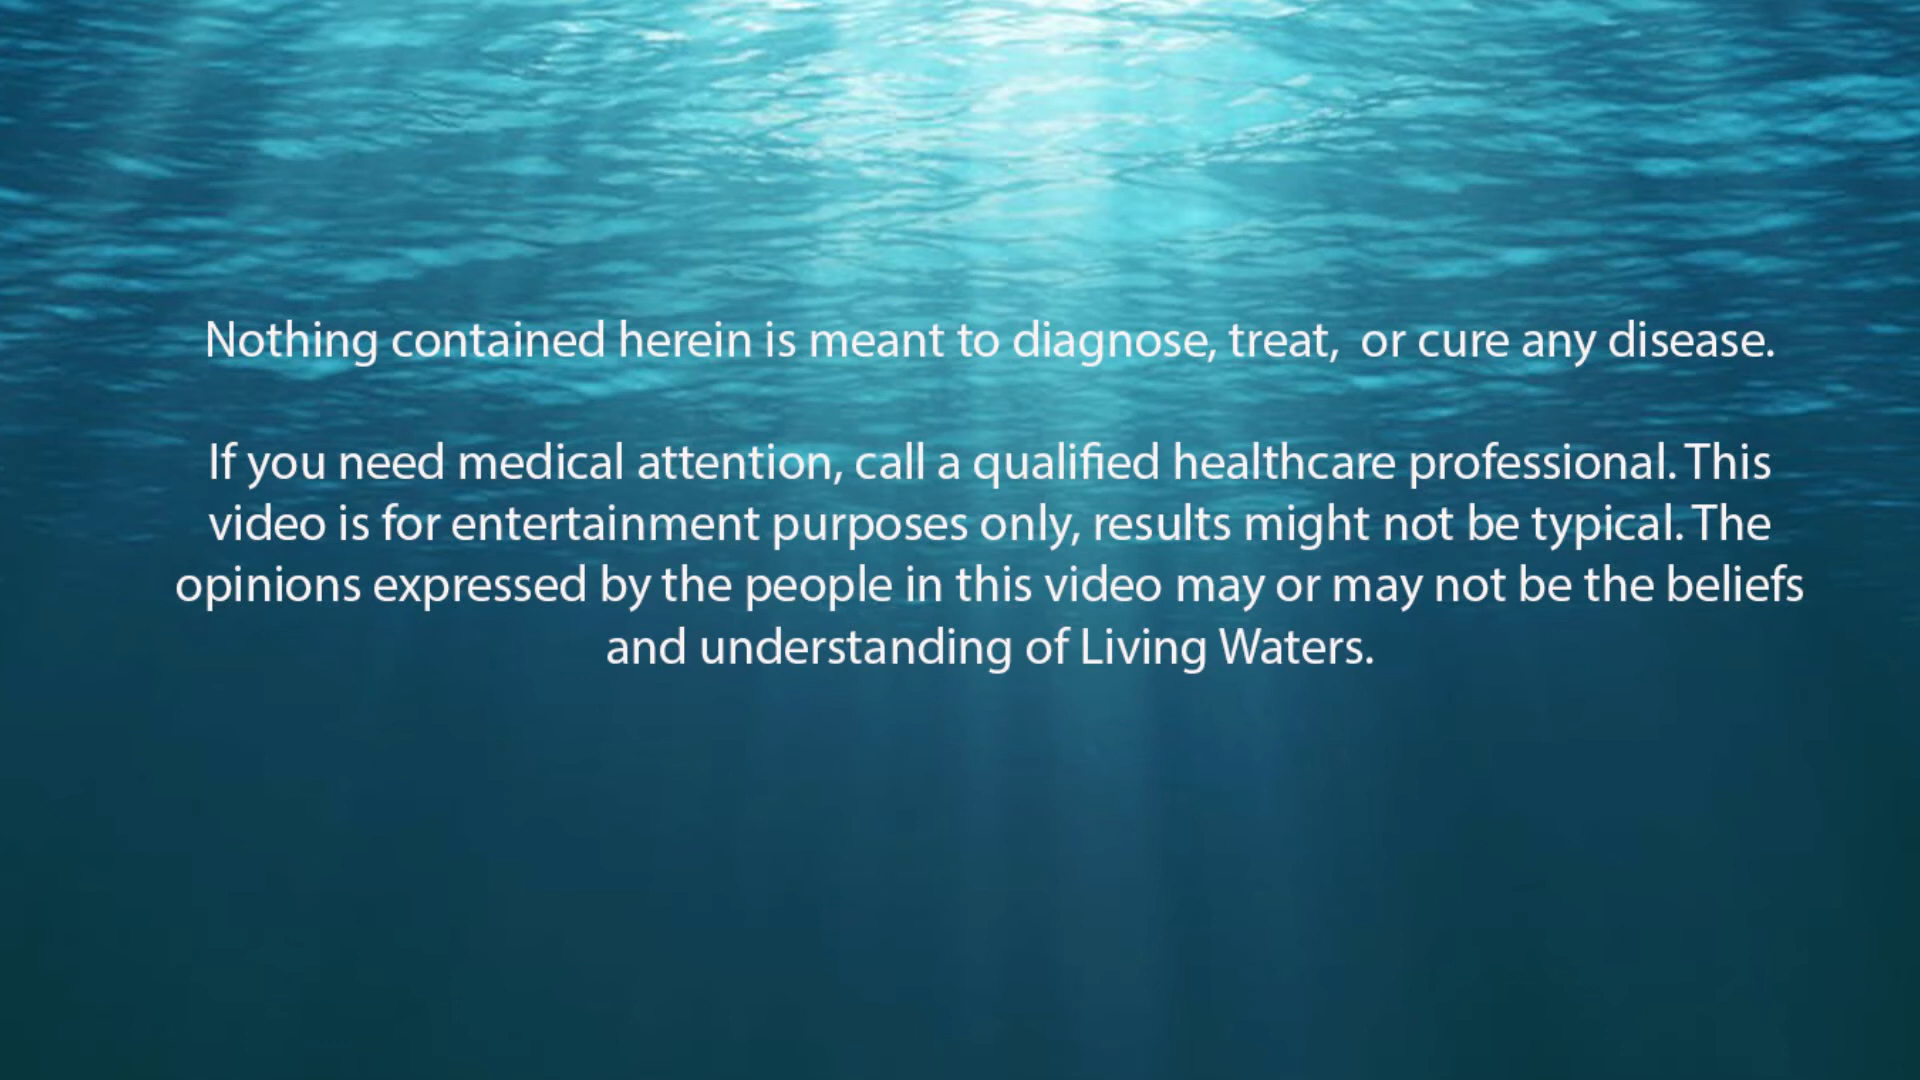 Nothing contained herein is meant to diagnose, treat,  or cure any disease.
If you need medical attention, call a qualified healthcare professional. This
video is for entertainment purposes only, results might not be typical. The
opinions expressed by the people in this video may or may not be the beliefs
and understanding of Living Waters.